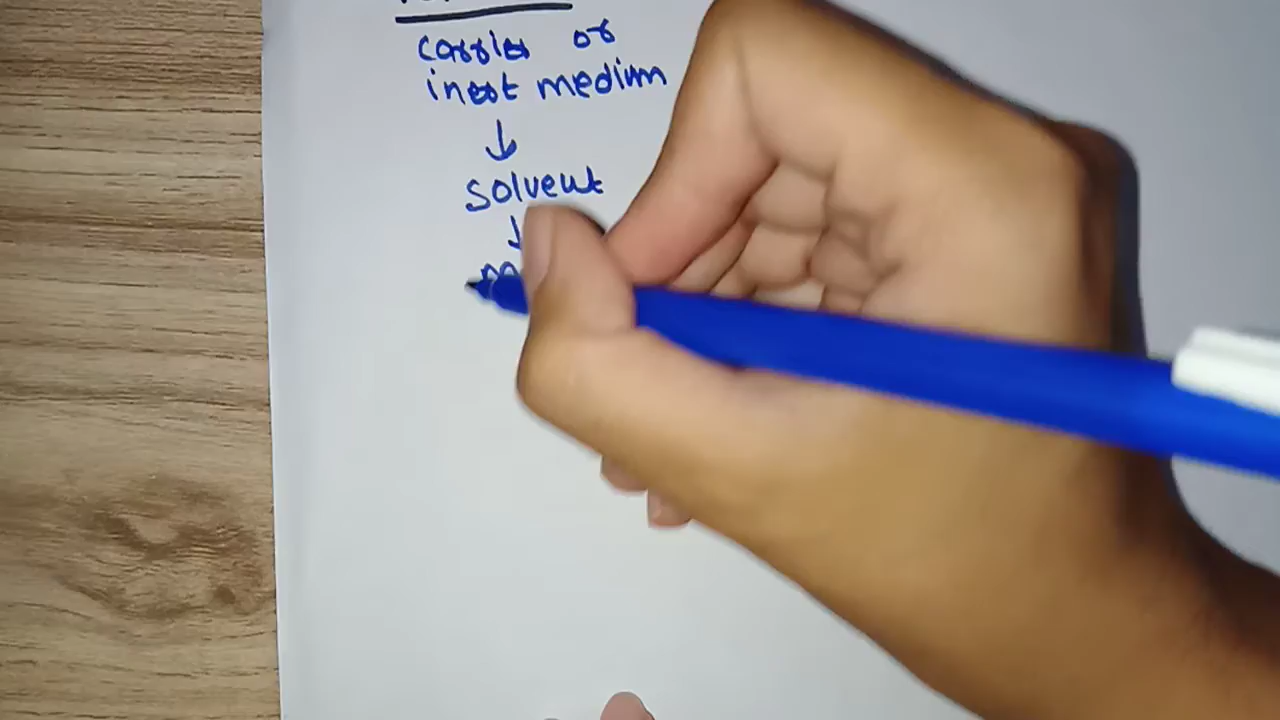 carrier or
inert medium
↓
solvent
↓